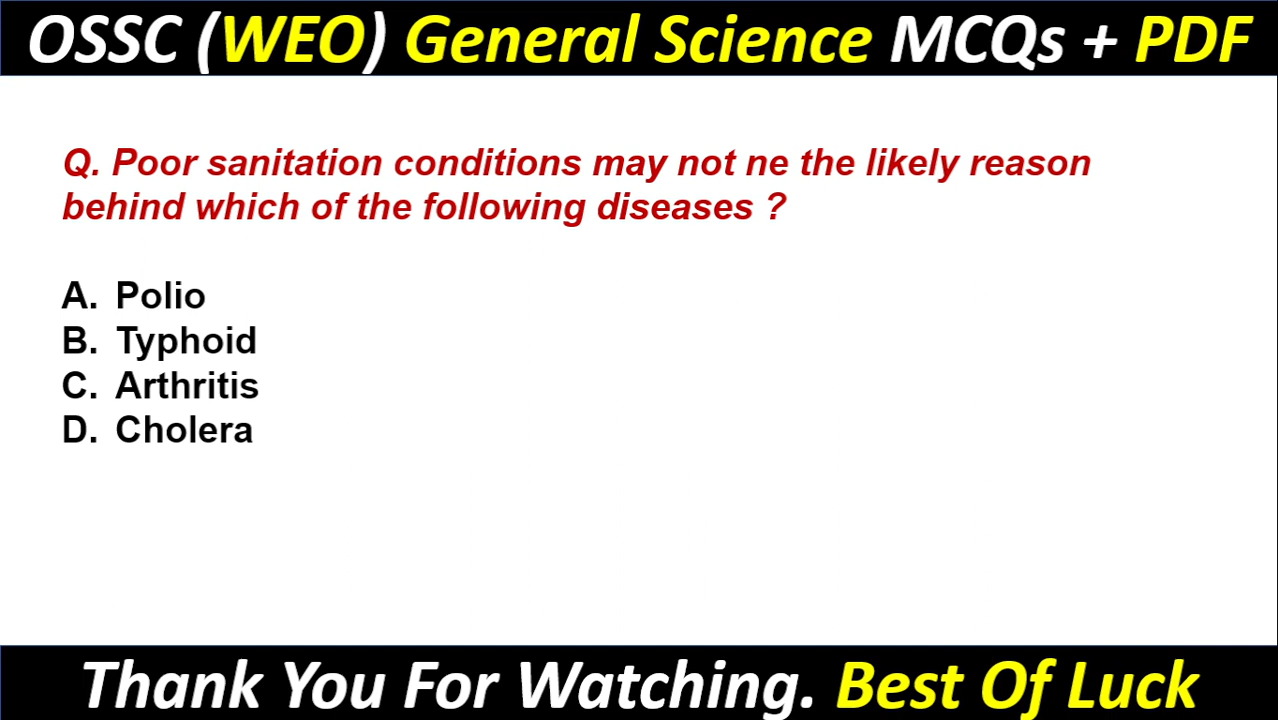 OSSC (WEO) General Science MCQs + PDF
Q. Poor sanitation conditions may not ne the likely reason
behind which of the following diseases ?
A. Polio
B. Typhoid
C. Arthritis
D. Cholera
Thank You For Watching. Best Of Luck